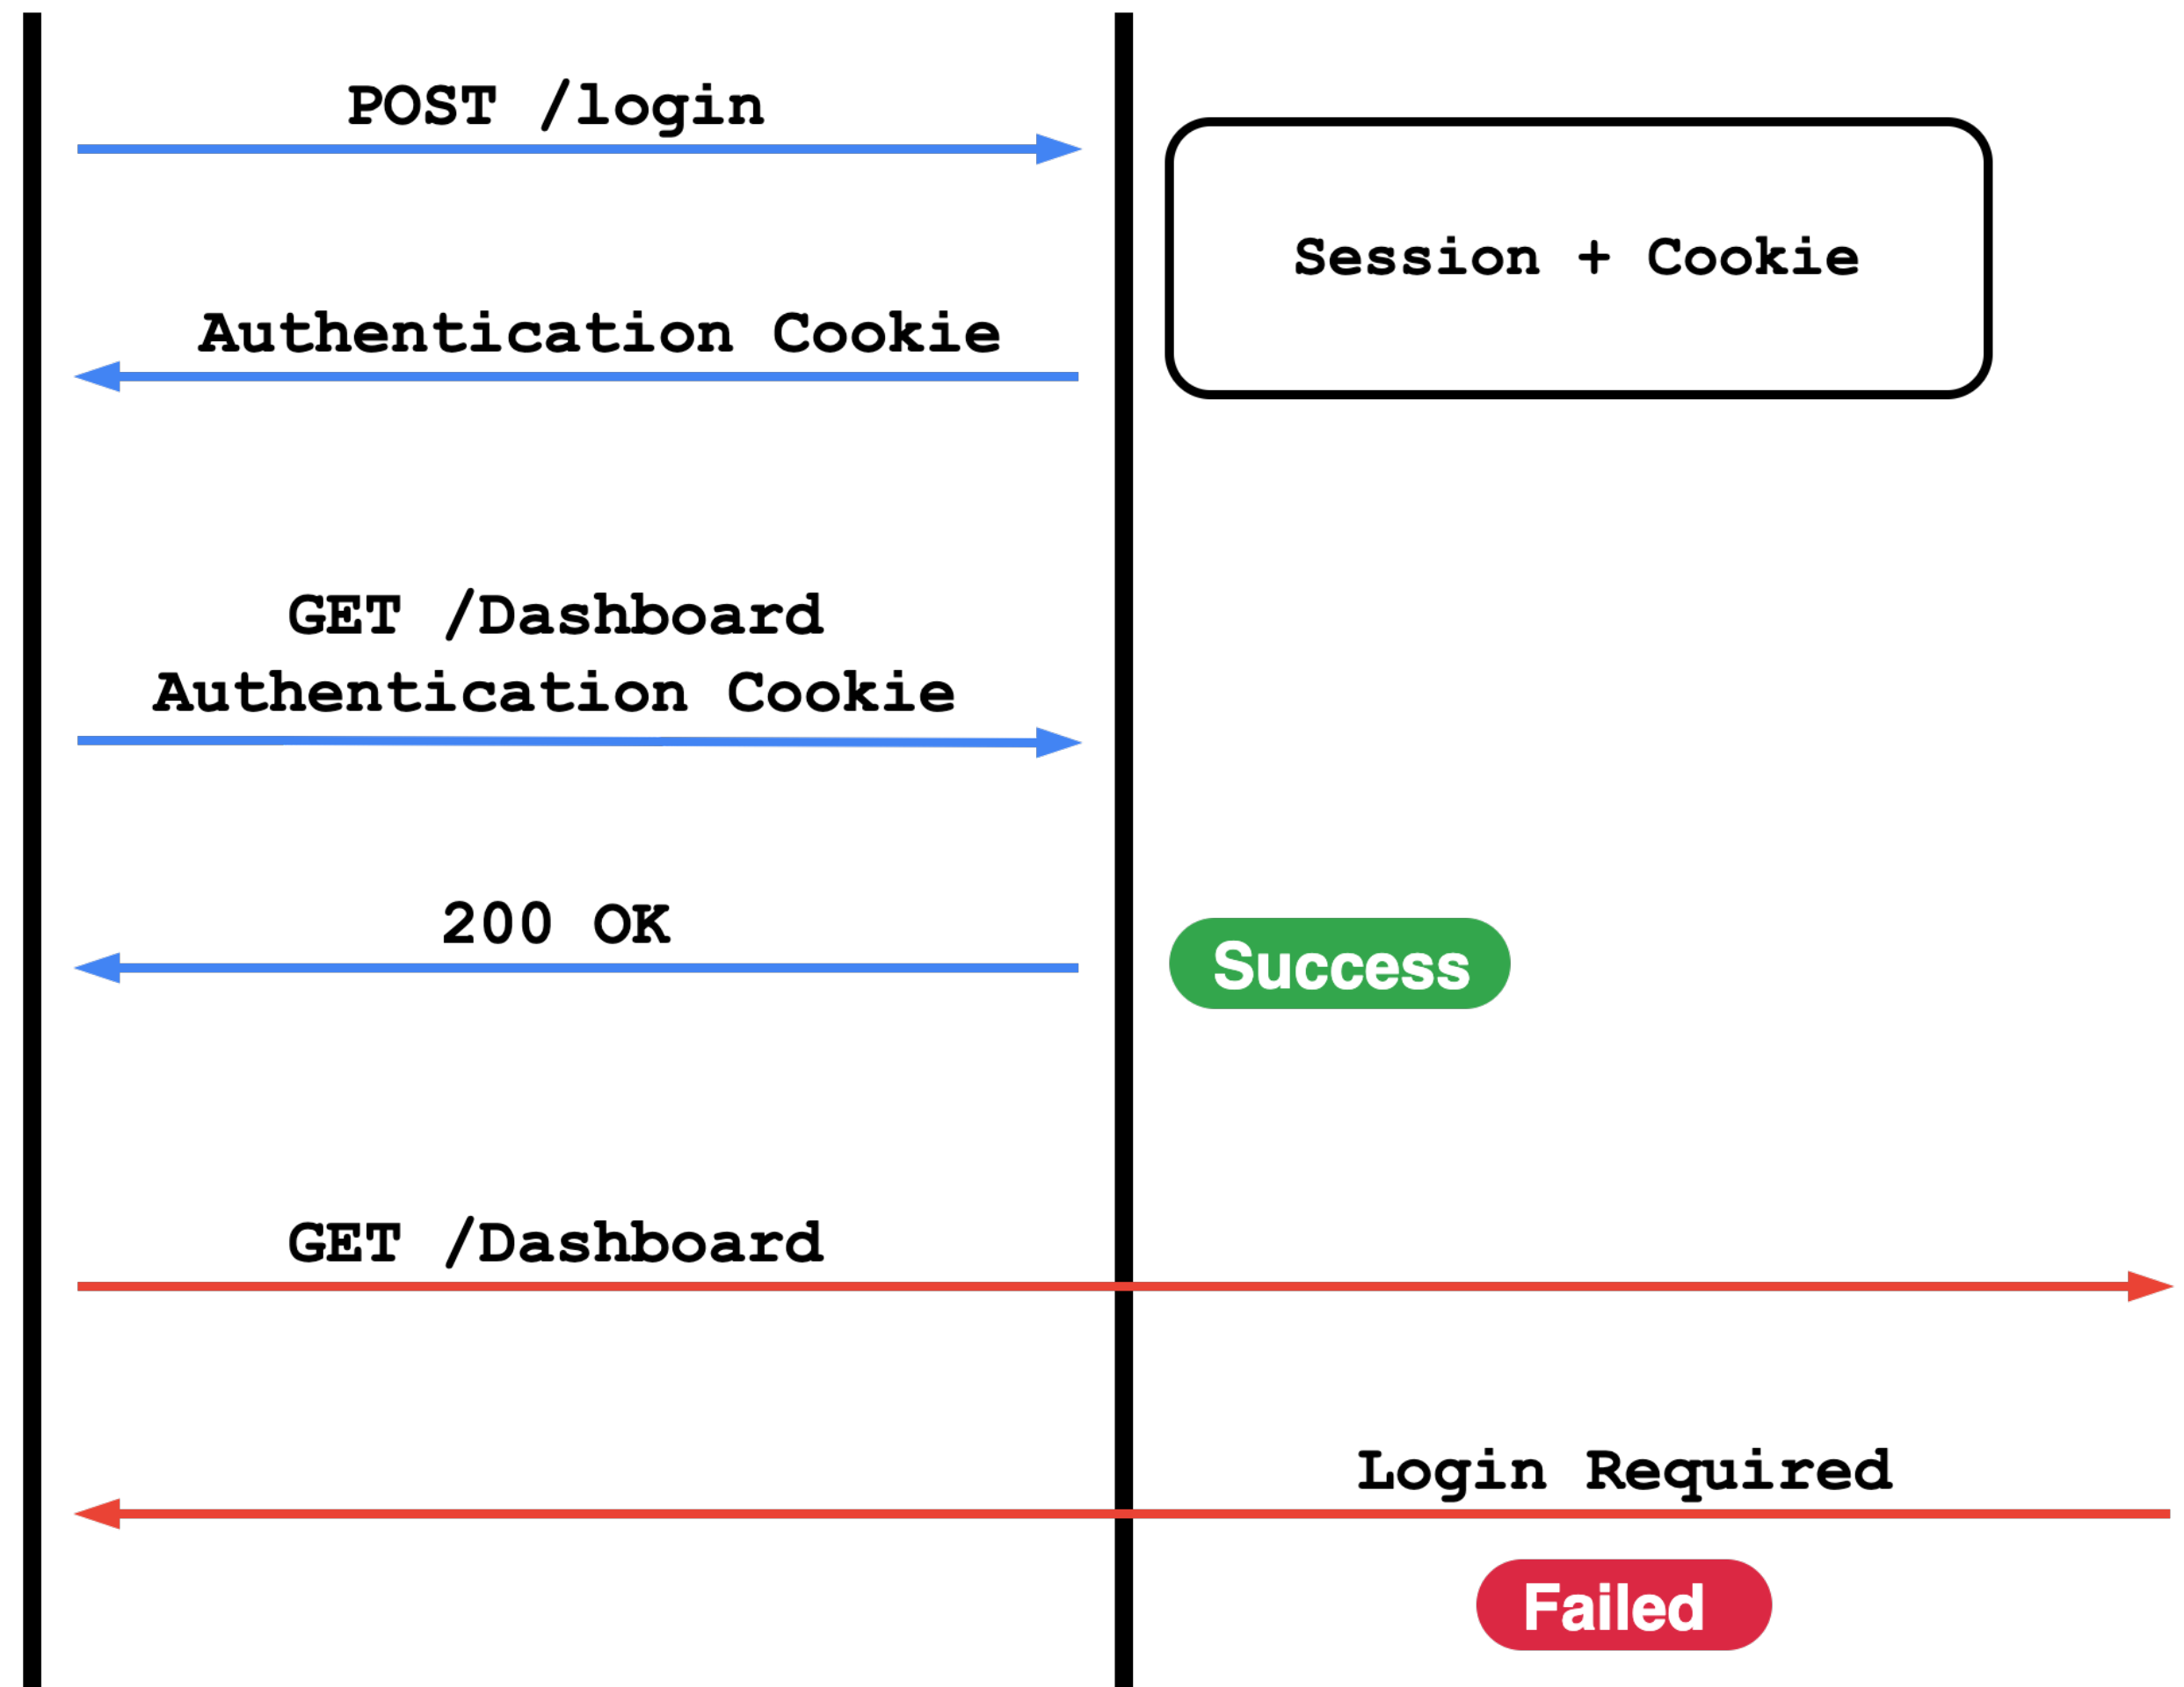 POST /login
Session + Cookie
Authentication Cookie
GET /Dashboard
Authentication Cookie
200 OK
Success
GET /Dashboard
Login Required
Failed